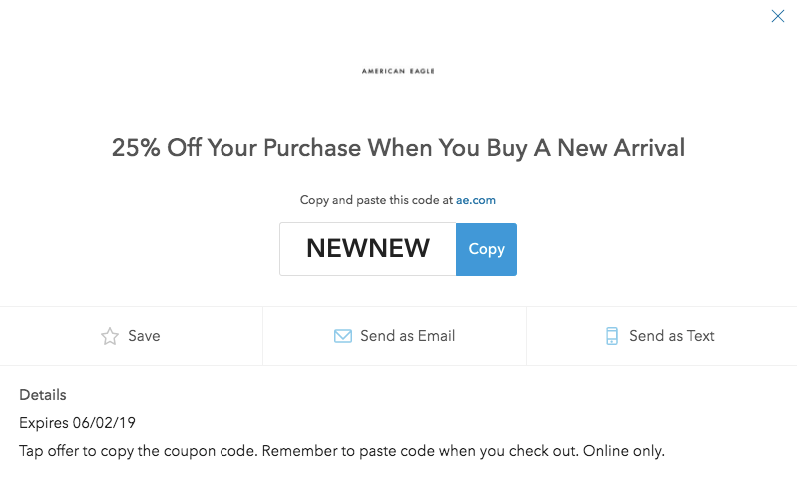 AMERICAN EAGLE
25% Off Your Purchase When You Buy A New Arrival
Copy and paste this code at ae.com
NEWNEW Copy
Save Send as Email Send as Text
Details
Expires 06/02/19
Tap offer to copy the coupon code. Remember to paste code when you check out. Online only.